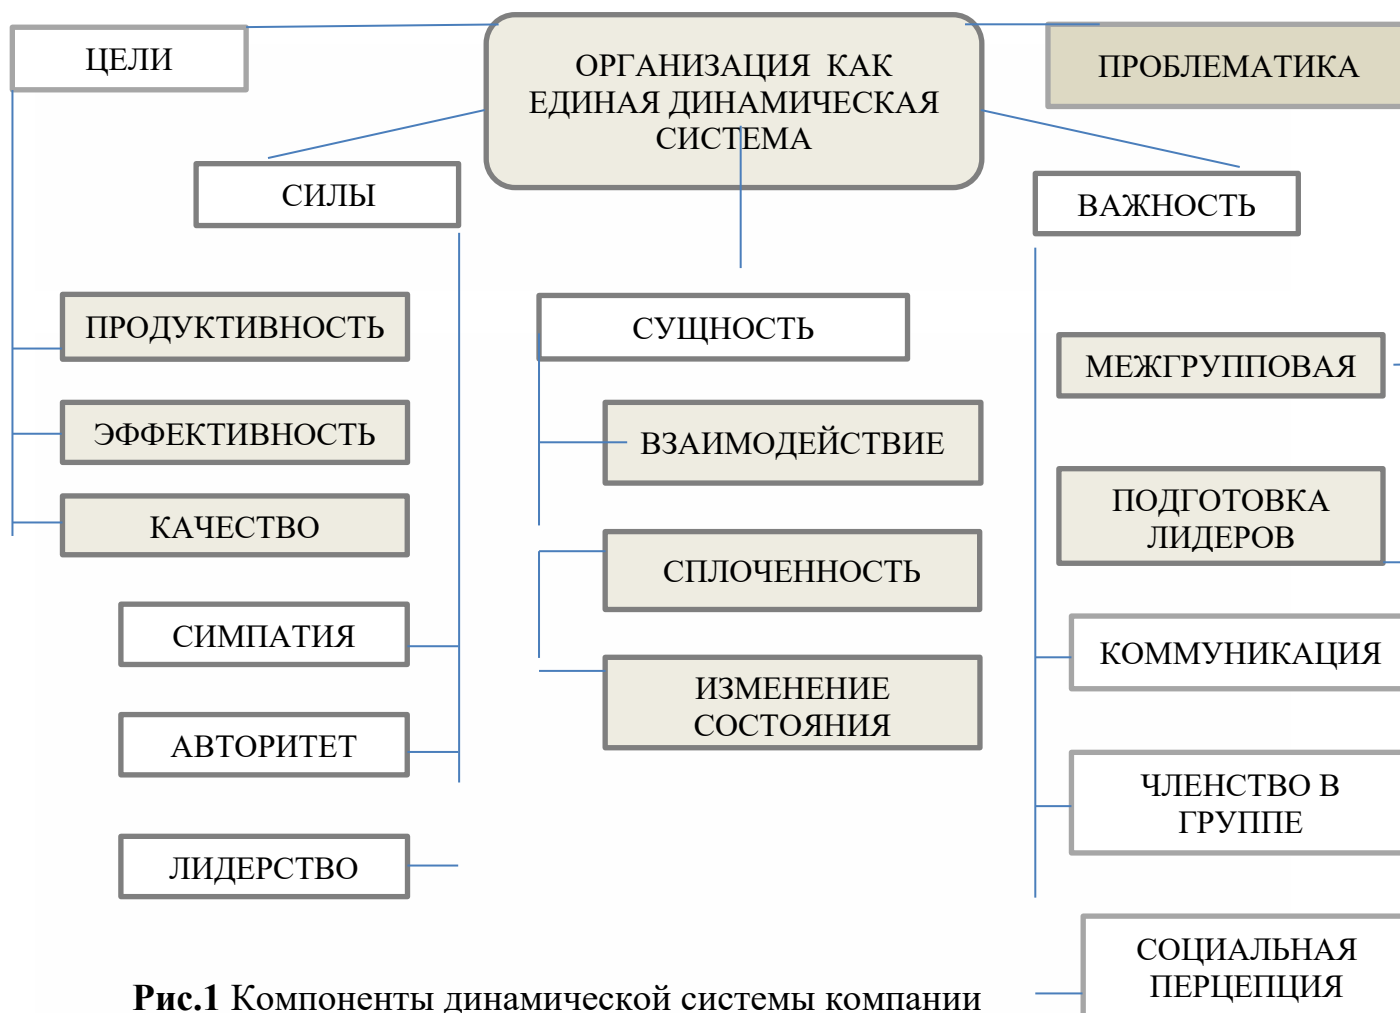 ЦЕЛИ
ОРГАНИЗАЦИЯ КАК
ЕДИНАЯ ДИНАМИЧЕСКАЯ
СИСТЕМА
ПРОБЛЕМАТИКА
СИЛЫ
ВАЖНОСТЬ
ПРОДУКТИВНОСТЬ
СУЩНОСТЬ
МЕЖГРУППОВАЯ
ЭФФЕКТИВНОСТЬ
ВЗАИМОДЕЙСТВИЕ
КАЧЕСТВО
ПОДГОТОВКА
ЛИДЕРОВ
СПЛОЧЕННОСТЬ
СИМПАТИЯ
КОММУНИКАЦИЯ
ИЗМЕНЕНИЕ
СОСТОЯНИЯ
АВТОРИТЕТ
ЧЛЕНСТВО В
ГРУППЕ
ЛИДЕРСТВО
СОЦИАЛЬНАЯ
ПЕРЦЕПЦИЯ
Рис.1 Компоненты динамической системы компании